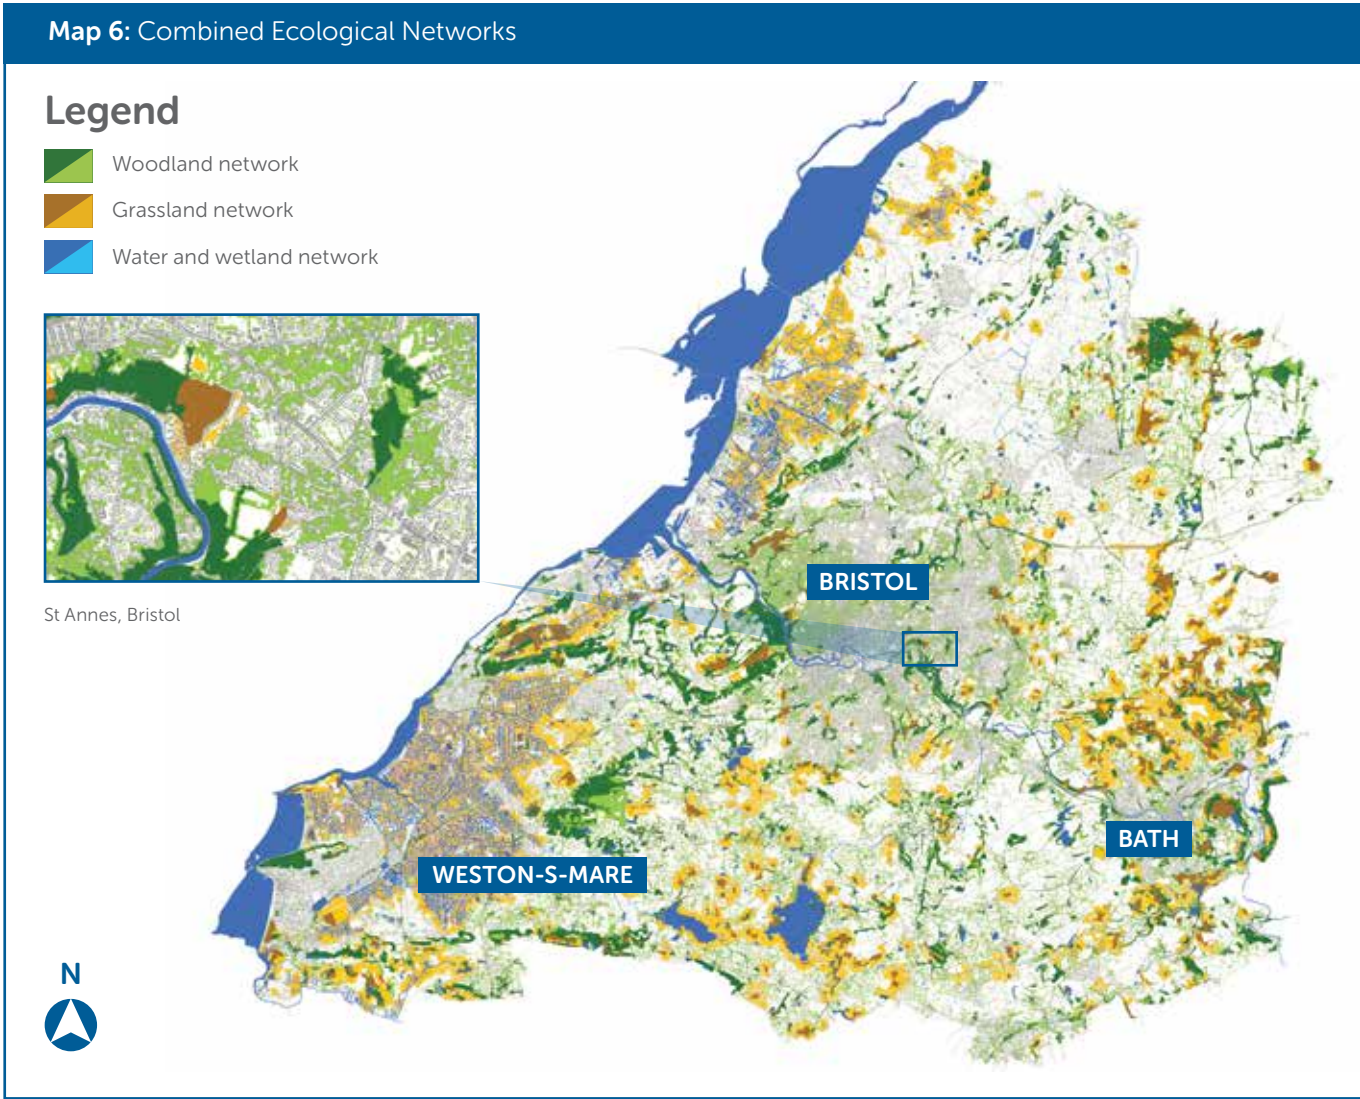 Map 6: Combined Ecological Networks
Legend
Woodland network
Grassland network
Water and wetland network
St Annes, Bristol
BRISTOL
BATH
WESTON-S-MARE
N